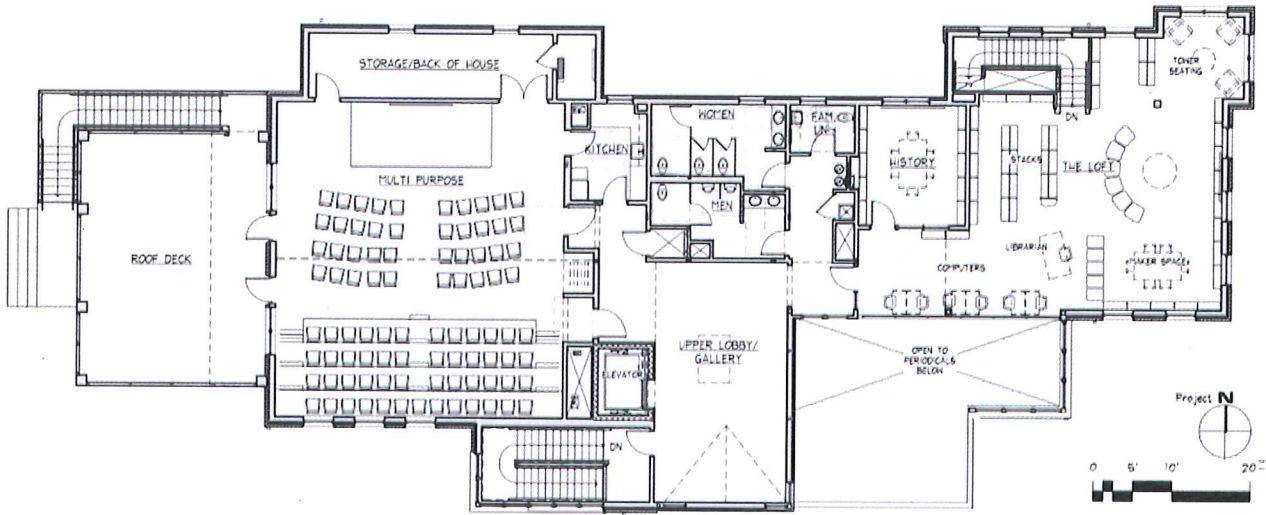 STORAGE/BACK OF HOUSE
TOWER
SEATING
WOMEN
FAM.
UNI
DN
KITCHEN
HISTORY
STACKS
THE LOFT
MULTI PURPOSE
MEN
LIBRARIAN
ROOF DECK
COMPUTERS
MAKER SPACE
UPPER LOBBY/
GALLERY
OPEN TO
PERIODICALS
BELOW
ELEVATOR
Project N
DN
0 5' 10' 20'